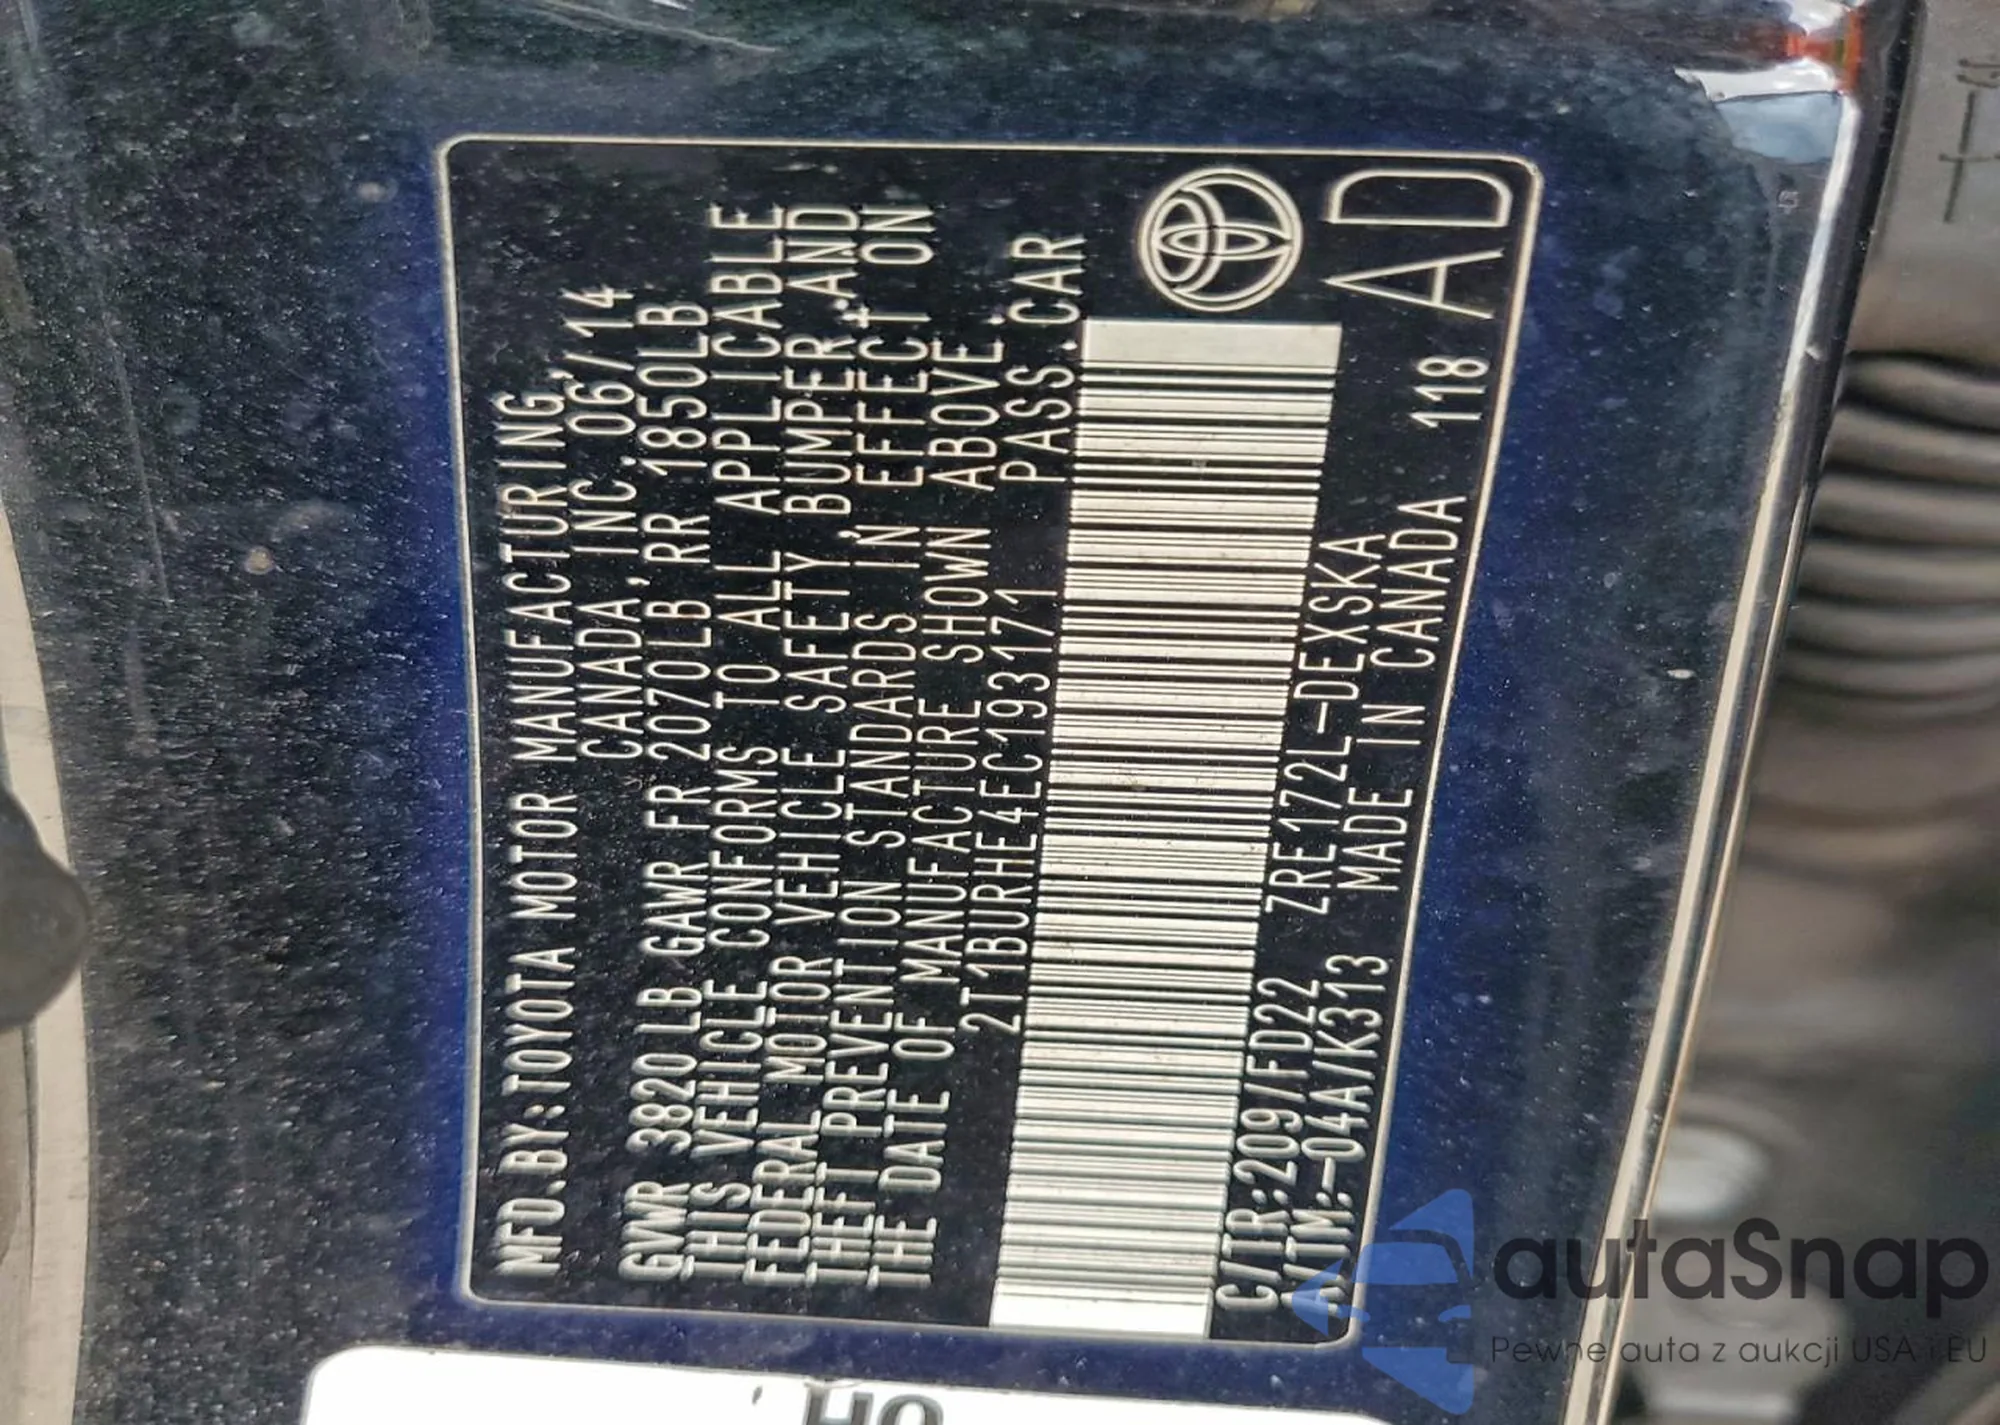 MFD.BY:TOYOTA MOTOR MANUFACTURING,
CANADA, INC. 06/14
GVWR 3820 LB GAWR FR 2070LB RR 1850LB
THIS VEHICLE CONFORMS TO ALL APPLICABLE
FEDERAL MOTOR VEHICLE SAFETY, BUMPER, AND
THEFT PREVENTION STANDARDS IN EFFECT ON
THE DATE OF MANUFACTURE SHOWN ABOVE.
2T1BURHE4EC193171 PASS.CAR
C/TR:209/FD22 ZRE172L-DEXSKA
A/TM:-04A/K313 MADE IN CANADA 118
AD
autaSnap
Pewne auta z aukcji USA i EU